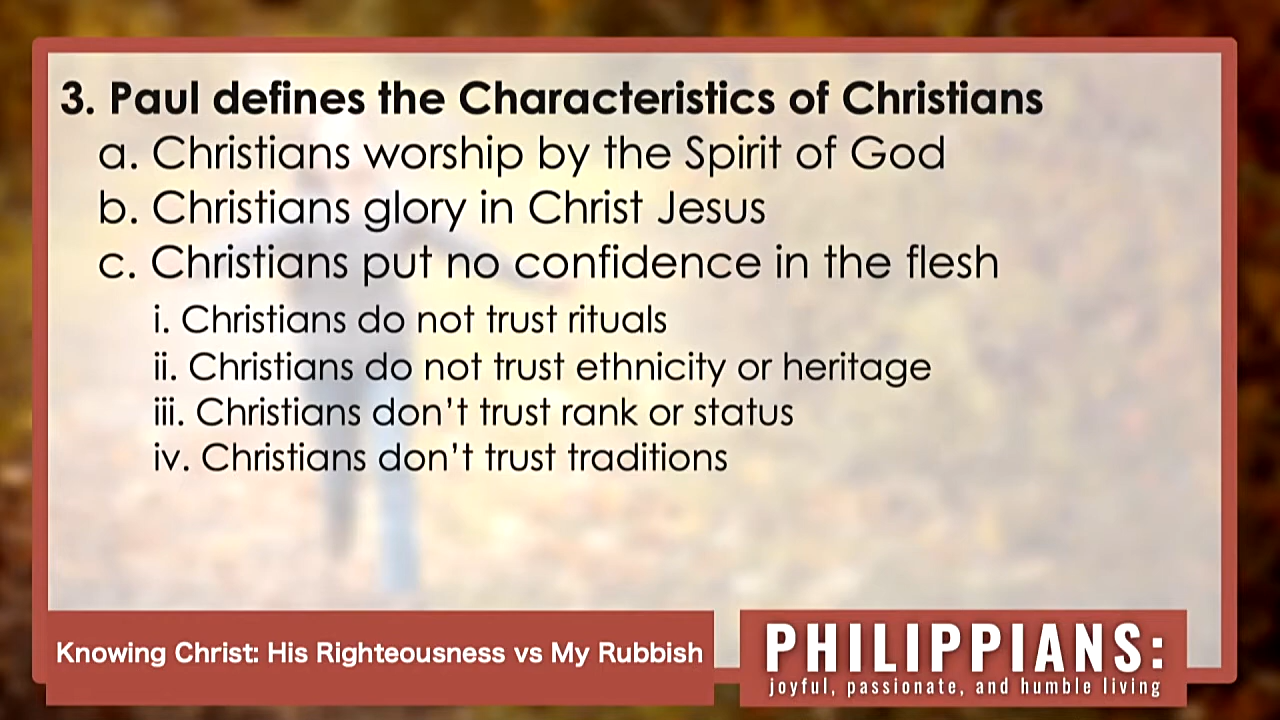 3. Paul defines the Characteristics of Christians
a. Christians worship by the Spirit of God
b. Christians glory in Christ Jesus
c. Christians put no confidence in the flesh
i. Christians do not trust rituals
ii. Christians do not trust ethnicity or heritage
iii. Christians don’t trust rank or status
iv. Christians don’t trust traditions
Knowing Christ: His Righteousness vs My Rubbish
PHILIPPIANS:
joyful, passionate, and humble living